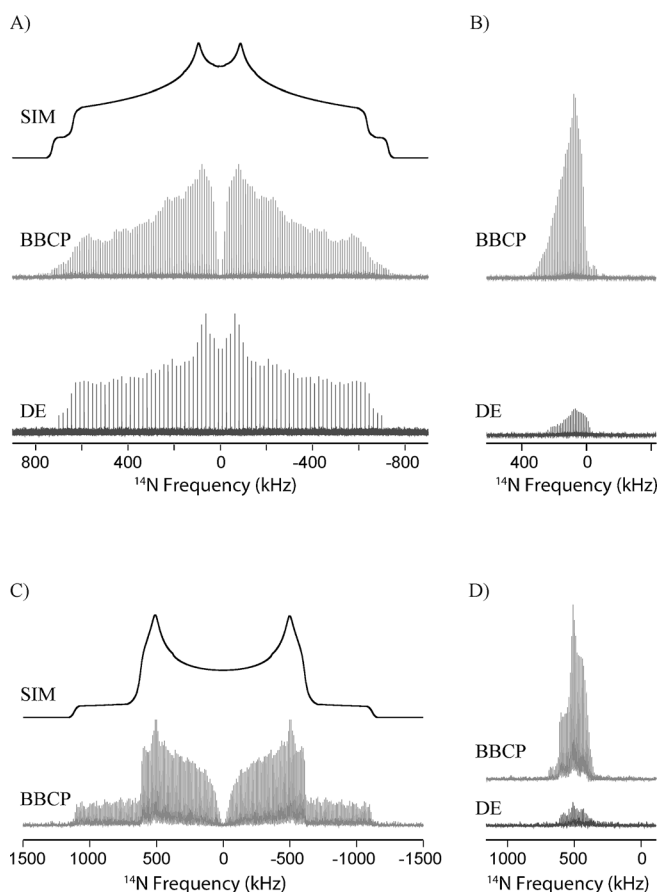 A)
B)
SIM
BBCP
BBCP
DE
DE
800 400 0 -400 -800
400 0
¹⁴N Frequency (kHz)
¹⁴N Frequency (kHz)
C)
D)
SIM
BBCP
BBCP
DE
1500 1000 500 0 -500 -1000 -1500
1000 500 0
¹⁴N Frequency (kHz)
¹⁴N Frequency (kHz)